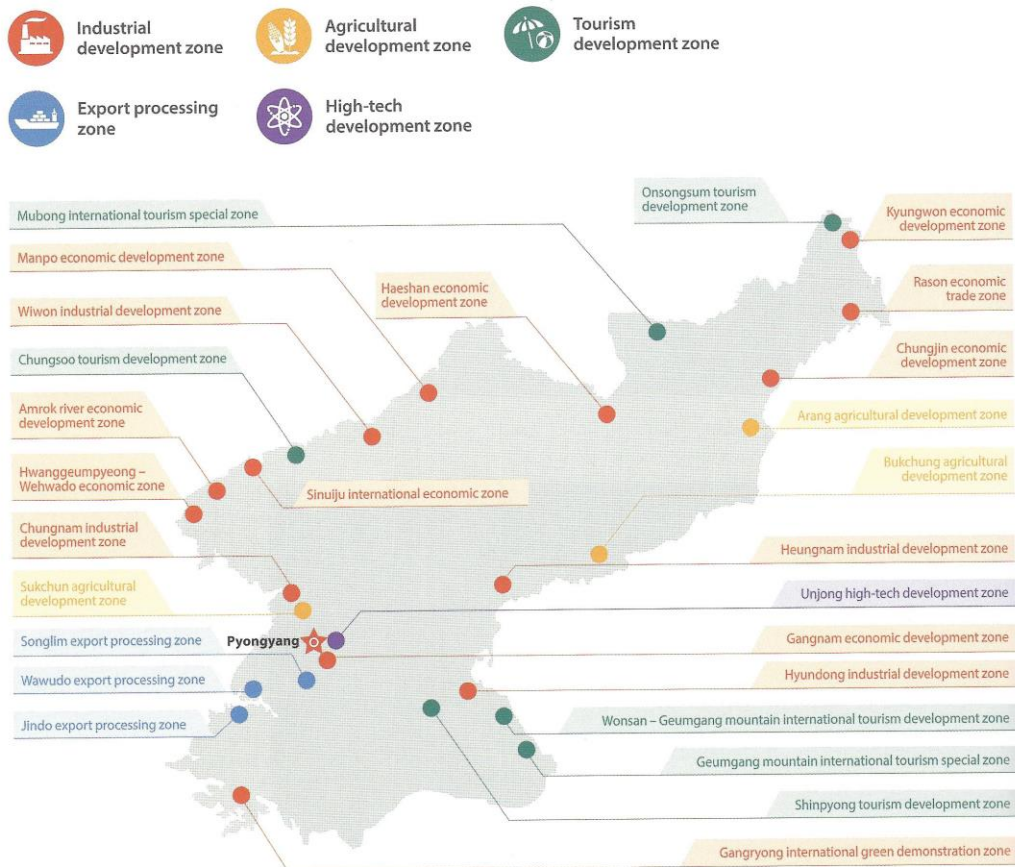 Industrial
development zone
Agricultural
development zone
Tourism
development zone
Export processing
zone
High-tech
development zone
Mubong international tourism special zone
Manpo economic development zone
Wiwon industrial development zone
Chungsoo tourism development zone
Amrok river economic
development zone
Hwanggeumpyeong –
Wehwado economic zone
Chungnam industrial
development zone
Sukchun agricultural
development zone
Songlim export processing zone
Wawudo export processing zone
Jindo export processing zone
Haeshan economic
development zone
Sinuiju international economic zone
Pyongyang
Onsongsum tourism
development zone
Kyungwon economic
development zone
Rason economic
trade zone
Chungjin economic
development zone
Arang agricultural development zone
Bukchung agricultural
development zone
Heungnam industrial development zone
Unjong high-tech development zone
Gangnam economic development zone
Hyundong industrial development zone
Wonsan – Geumgang mountain international tourism development zone
Geumgang mountain international tourism special zone
Shinpyong tourism development zone
Gangryong international green demonstration zone